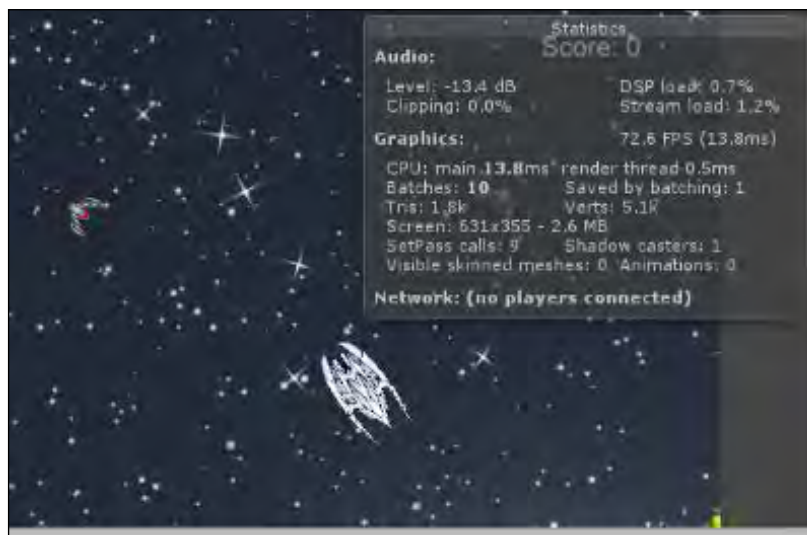 Statistics
Score: 0
Audio:
Level: -13.4 dB DSP load: 0.7%
Clipping: 0.0% Stream load: 1.2%
Graphics: 72.6 FPS (13.8ms)
CPU: main 13.8ms render thread 0.5ms
Batches: 10 Saved by batching: 1
Tris: 1.8k Verts: 5.1k
Screen: 631x355 - 2.6 MB
SetPass calls: 9 Shadow casters: 1
Visible skinned meshes: 0 Animations: 0
Network: (no players connected)